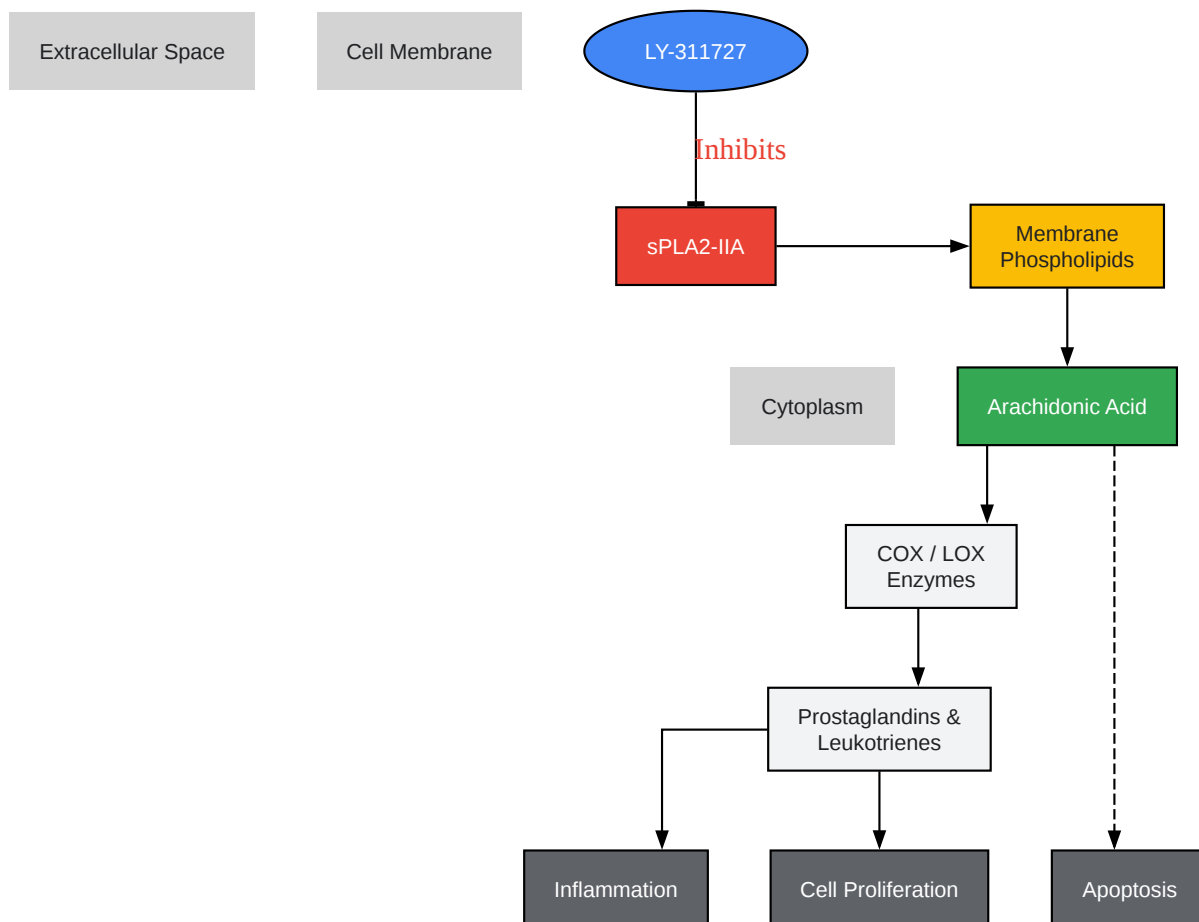 Extracellular Space
Cell Membrane
LY-311727
Inhibits
sPLA2-IIA
Membrane
Phospholipids
Cytoplasm
Arachidonic Acid
COX / LOX
Enzymes
Prostaglandins &
Leukotrienes
Inflammation
Cell Proliferation
Apoptosis